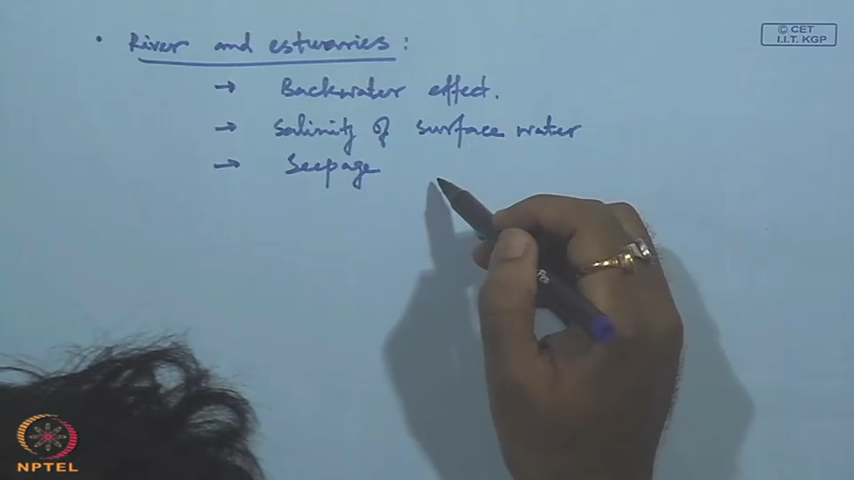 © CET
I.I.T. KGP
• River and estuaries :
→ Backwater effect.
→ Salinity of surface water
→ Seepage
NPTEL